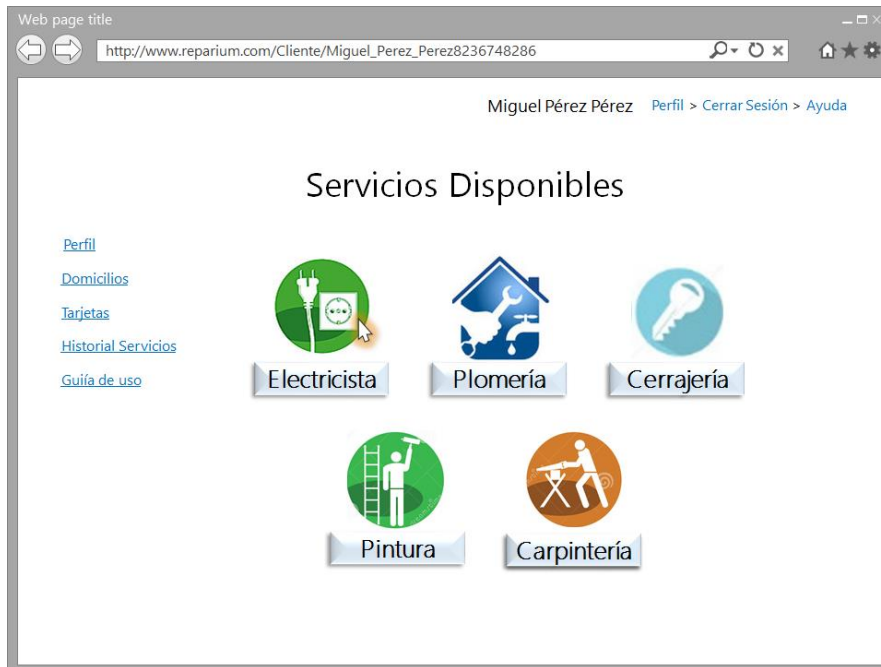 Web page title
http://www.reparium.com/Cliente/Miguel_Perez_Perez8236748286
Miguel Pérez Pérez Perfil > Cerrar Sesión > Ayuda
Servicios Disponibles
Perfil
Domicilios
Tarjetas
Historial Servicios
Guiía de uso
Electricista Plomería Cerrajería
Pintura Carpintería